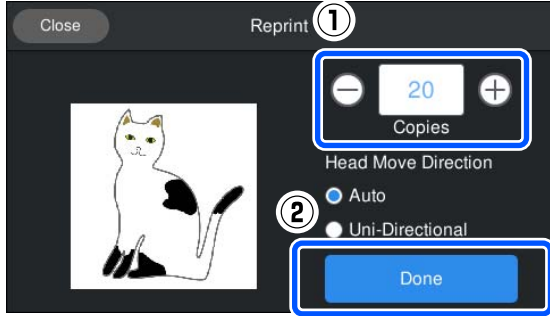 Close
Reprint
①
20
Copies
Head Move Direction
Auto
②
Uni-Directional
Done